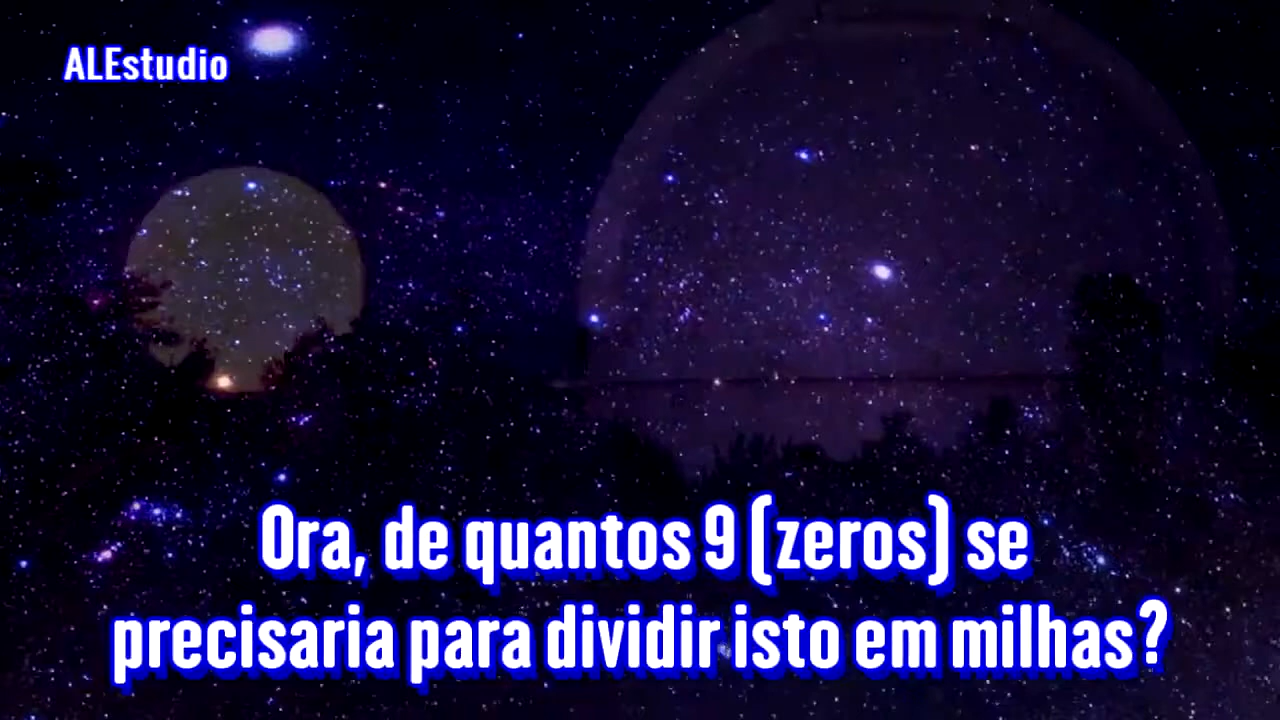 ALEstudio
Ora, de quantos 9 (zeros) se
precisaria para dividir isto em milhas?